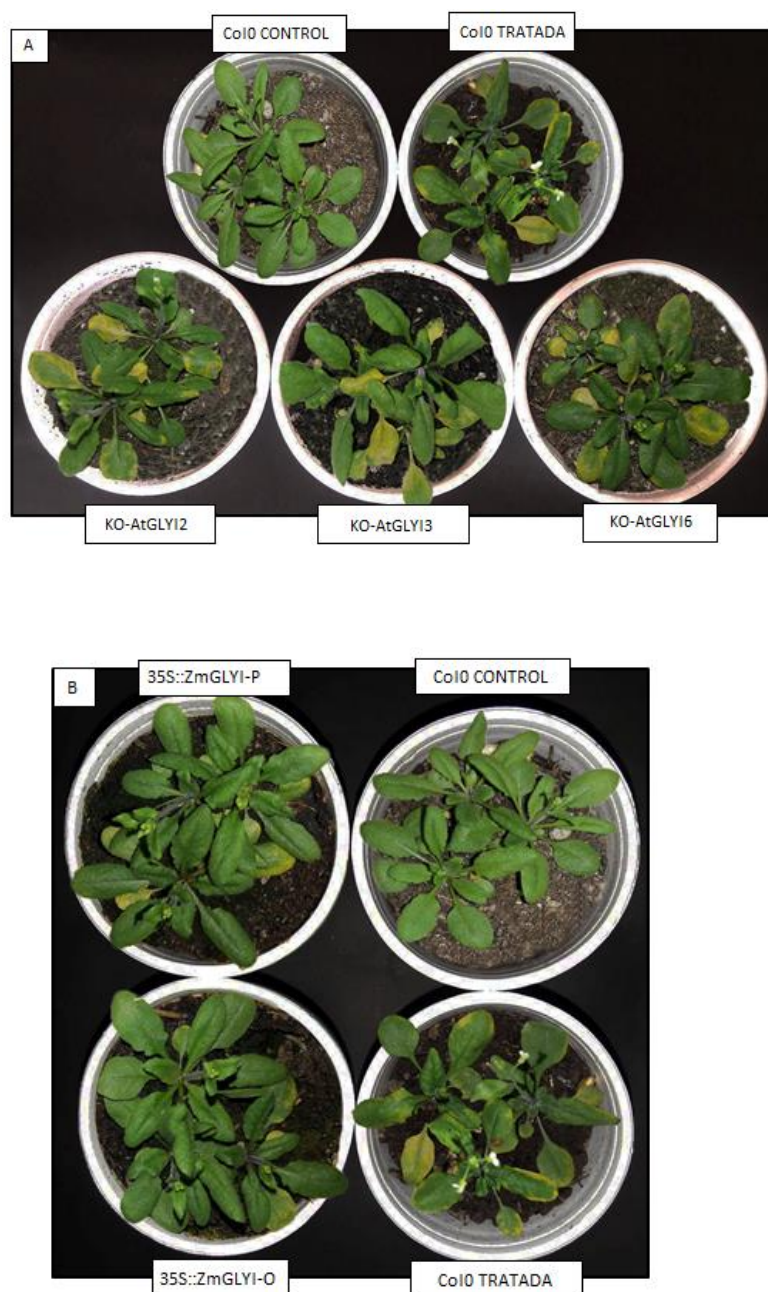 A
Col0 CONTROL
Col0 TRATADA
KO-AtGLYI2
KO-AtGLYI3
KO-AtGLYI6
B
35S::ZmGLYI-P
Col0 CONTROL
35S::ZmGLYI-O
Col0 TRATADA